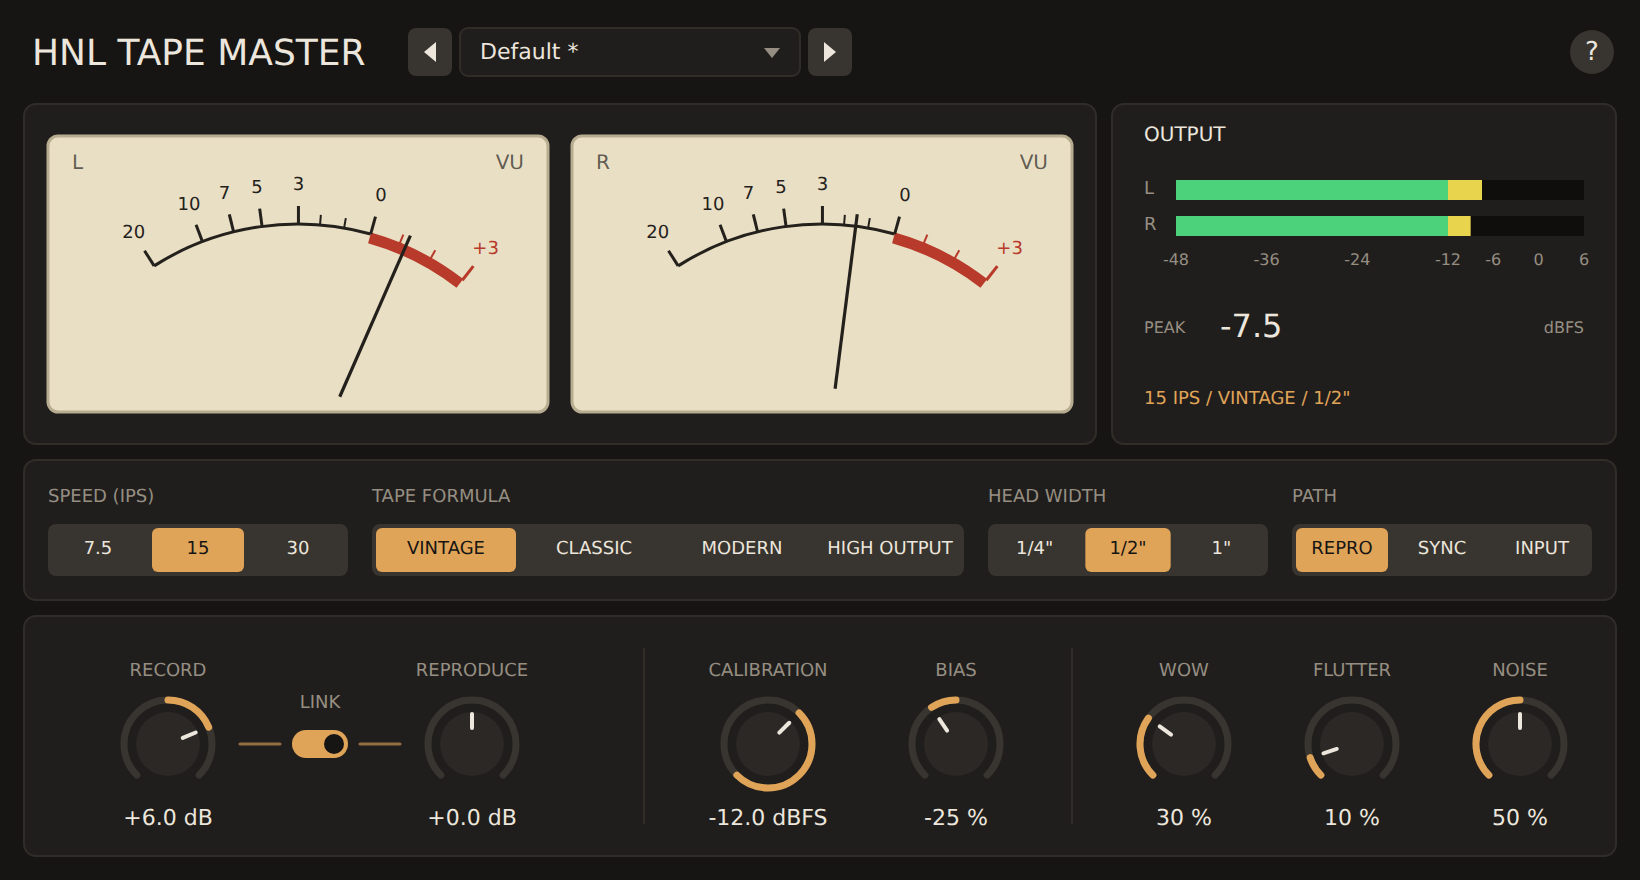 HNL TAPE MASTER
Default *
?
L VU
20 10 7 5 3 0 +3
R VU
20 10 7 5 3 0 +3
OUTPUT
L
R
-48 -36 -24 -12 -6 0 6
PEAK -7.5 dBFS
15 IPS / VINTAGE / 1/2"
SPEED (IPS) TAPE FORMULA HEAD WIDTH PATH
7.5 15 30 VINTAGE CLASSIC MODERN HIGH OUTPUT 1/4" 1/2" 1" REPRO SYNC INPUT
RECORD REPRODUCE CALIBRATION BIAS WOW FLUTTER NOISE
LINK
+6.0 dB +0.0 dB -12.0 dBFS -25 % 30 % 10 % 50 %